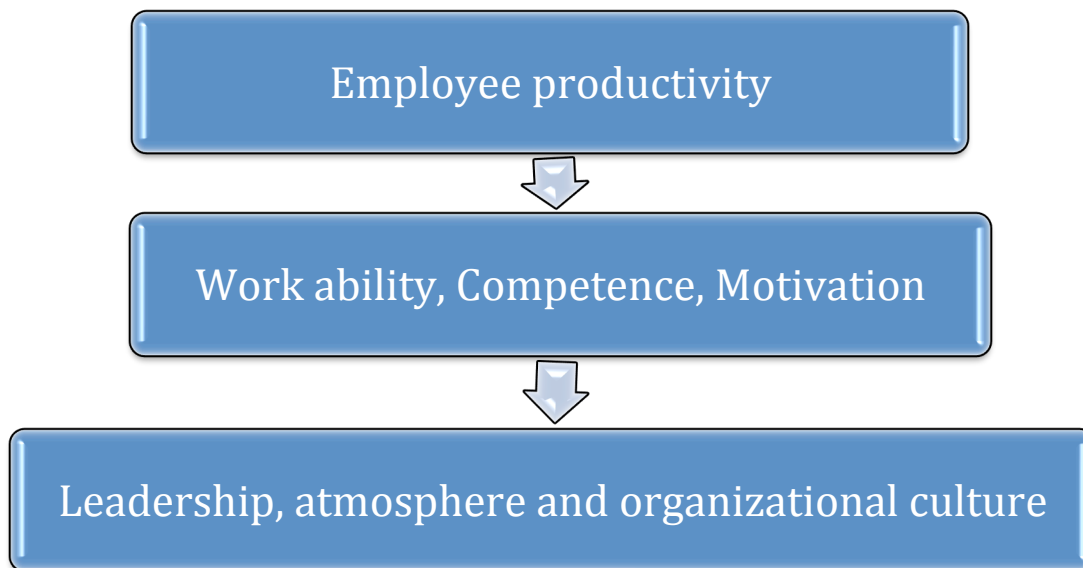 Employee productivity
Work ability, Competence, Motivation
Leadership, atmosphere and organizational culture